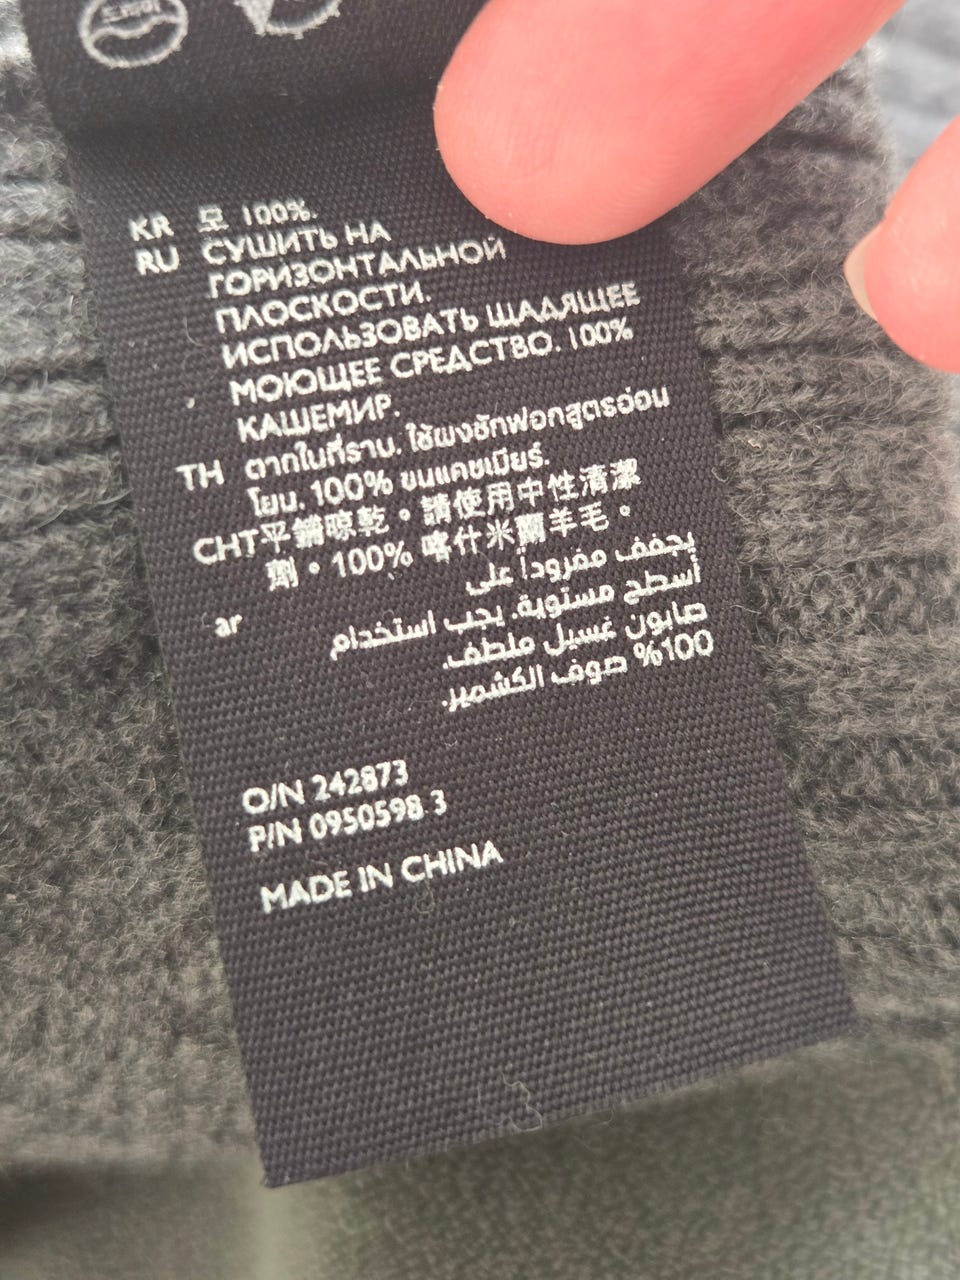 KR 모 100%.
RU СУШИТЬ НА
ГОРИЗОНТАЛЬНОЙ
ПЛОСКОСТИ.
ИСПОЛЬЗОВАТЬ ЩАДЯЩЕЕ
МОЮЩЕЕ СРЕДСТВО. 100%
КАШЕМИР.
TH ตากในที่ราบ. ใช้ผงซักฟอกสูตรอ่อน
โยน. 100% ขนแคชเมียร์.
CHT平鋪晾乾。請使用中性清潔
劑。100% 喀什米蘭羊毛。
ar يجفف مفروداً على
أسطح مستوية. يجب استخدام
صابون غسيل ملطف.
100% صوف الكشمير.
O/N 242873
P/N 0950598 3
MADE IN CHINA